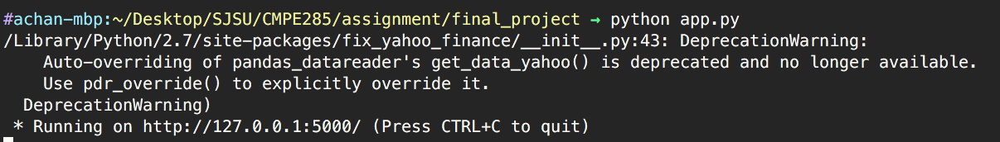 #achan-mbp:~/Desktop/SJSU/CMPE285/assignment/final_project → python app.py
/Library/Python/2.7/site-packages/fix_yahoo_finance/__init__.py:43: DeprecationWarning:
    Auto-overriding of pandas_datareader's get_data_yahoo() is deprecated and no longer available.
    Use pdr_override() to explicitly override it.
  DeprecationWarning)
 * Running on http://127.0.0.1:5000/ (Press CTRL+C to quit)